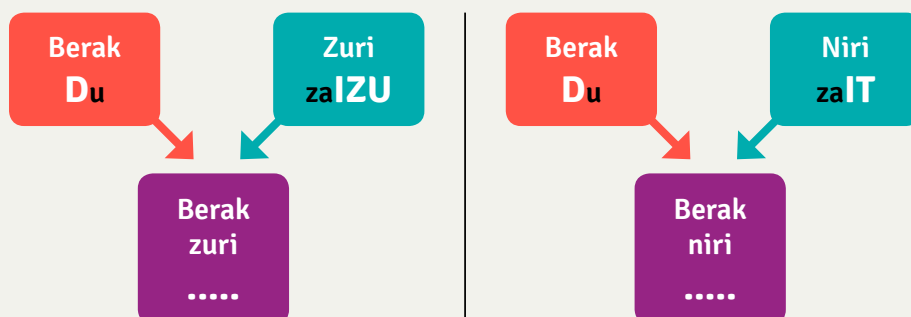 Berak
Du
Zuri
zaIZU
Berak
zuri
.....
Berak
Du
Niri
zaIT
Berak
niri
.....